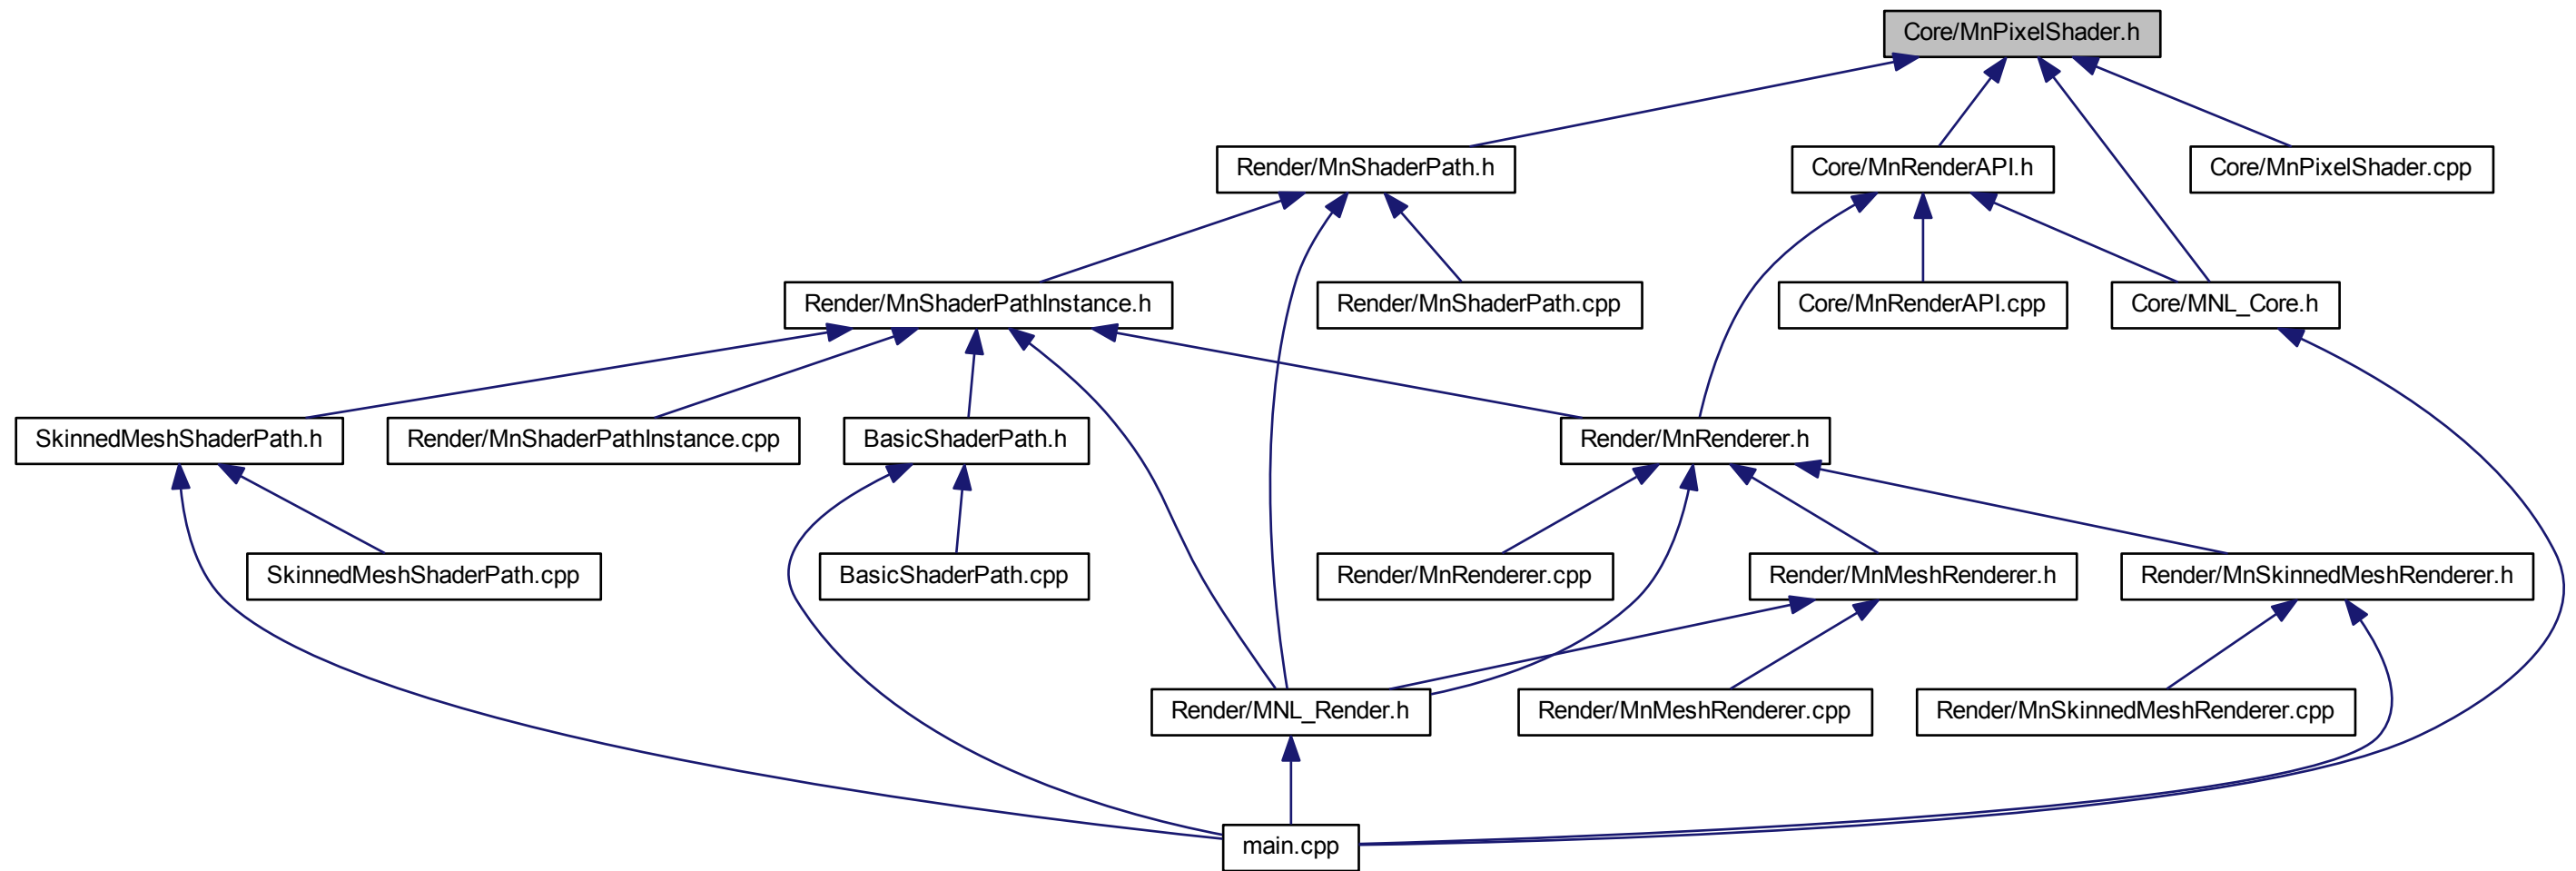 Core/MnPixelShader.h
Render/MnShaderPath.h
Core/MnRenderAPI.h
Core/MnPixelShader.cpp
Render/MnShaderPathInstance.h
Render/MnShaderPath.cpp
Core/MnRenderAPI.cpp
Core/MNL_Core.h
SkinnedMeshShaderPath.h
Render/MnShaderPathInstance.cpp
BasicShaderPath.h
Render/MnRenderer.h
SkinnedMeshShaderPath.cpp
BasicShaderPath.cpp
Render/MnRenderer.cpp
Render/MnMeshRenderer.h
Render/MnSkinnedMeshRenderer.h
Render/MNL_Render.h
Render/MnMeshRenderer.cpp
Render/MnSkinnedMeshRenderer.cpp
main.cpp